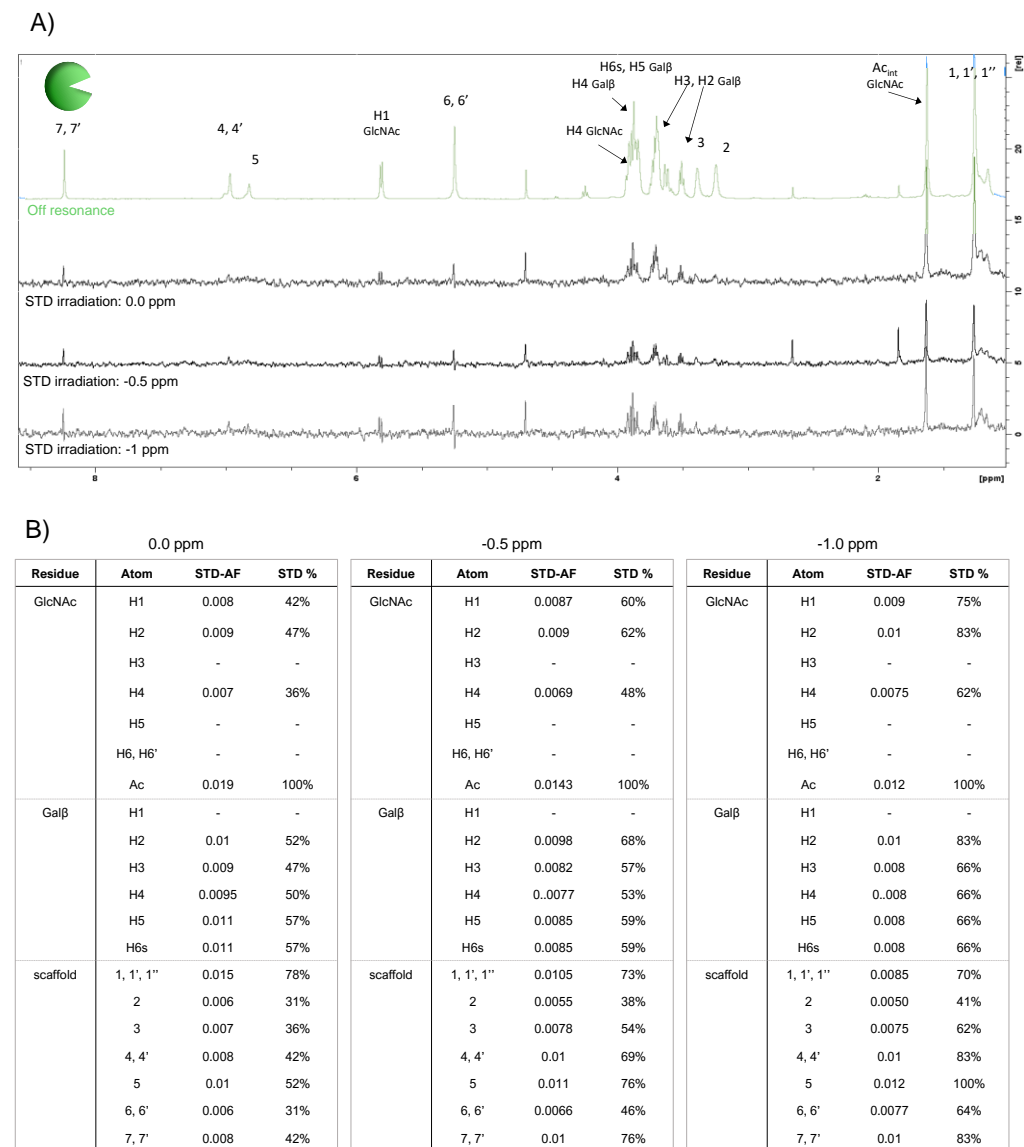 A)
H6s, H5 Galβ
H4 Galβ
H3, H2 Galβ
Ac_int
GlcNAc
1, 1', 1''
7, 7'
4, 4'
5
H1
GlcNAc
6, 6'
H4 GlcNAc
3
2
Off resonance
STD irradiation: 0.0 ppm
STD irradiation: -0.5 ppm
STD irradiation: -1 ppm
[rel]
20
15
10
5
0
8 6 4 2 [ppm]
B)
0.0 ppm -0.5 ppm -1.0 ppm
Residue Atom STD-AF STD % Residue Atom STD-AF STD % Residue Atom STD-AF STD %
GlcNAc H1 0.008 42% GlcNAc H1 0.0087 60% GlcNAc H1 0.009 75%
H2 0.009 47% H2 0.009 62% H2 0.01 83%
H3 - - H3 - - H3 - -
H4 0.007 36% H4 0.0069 48% H4 0.0075 62%
H5 - - H5 - - H5 - -
H6, H6' - - H6, H6' - - H6, H6' - -
Ac 0.019 100% Ac 0.0143 100% Ac 0.012 100%
Galβ H1 - - Galβ H1 - - Galβ H1 - -
H2 0.01 52% H2 0.0098 68% H2 0.01 83%
H3 0.009 47% H3 0.0082 57% H3 0.008 66%
H4 0.0095 50% H4 0..0077 53% H4 0..008 66%
H5 0.011 57% H5 0.0085 59% H5 0.008 66%
H6s 0.011 57% H6s 0.0085 59% H6s 0.008 66%
scaffold 1, 1', 1'' 0.015 78% scaffold 1, 1', 1'' 0.0105 73% scaffold 1, 1', 1'' 0.0085 70%
2 0.006 31% 2 0.0055 38% 2 0.0050 41%
3 0.007 36% 3 0.0078 54% 3 0.0075 62%
4, 4' 0.008 42% 4, 4' 0.01 69% 4, 4' 0.01 83%
5 0.01 52% 5 0.011 76% 5 0.012 100%
6, 6' 0.006 31% 6, 6' 0.0066 46% 6, 6' 0.0077 64%
7, 7' 0.008 42% 7, 7' 0.01 76% 7, 7' 0.01 83%